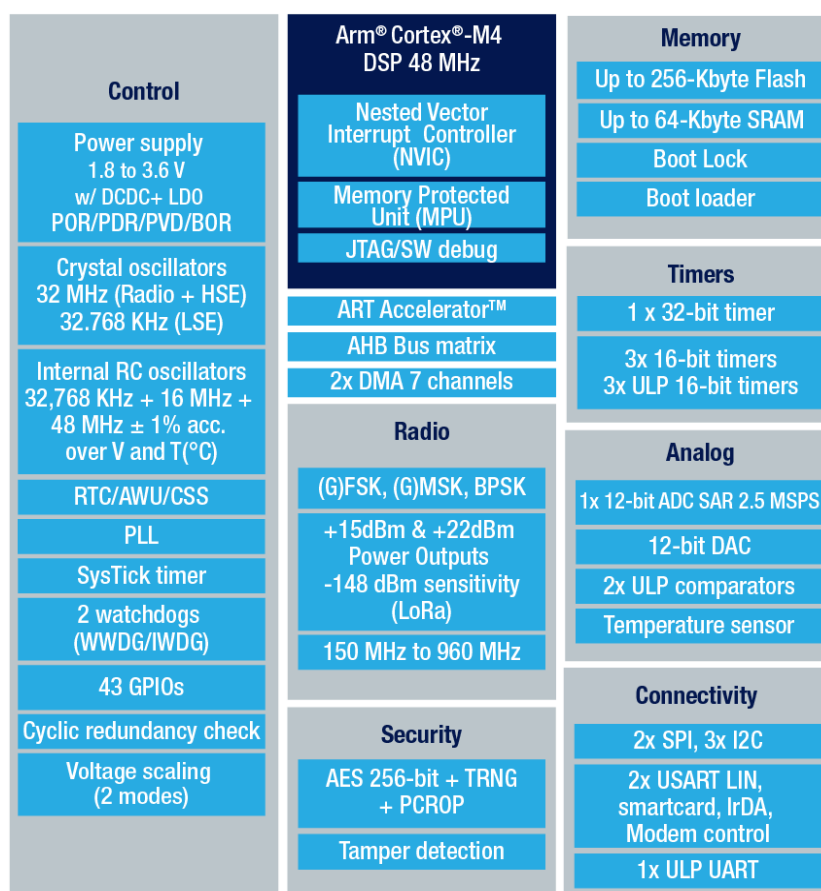 Control
Power supply
1.8 to 3.6 V
w/ DCDC+ LDO
POR/PDR/PVD/BOR
Crystal oscillators
32 MHz (Radio + HSE)
32.768 KHz (LSE)
Internal RC oscillators
32,768 KHz + 16 MHz +
48 MHz ± 1% acc.
over V and T(°C)
RTC/AWU/CSS
PLL
SysTick timer
2 watchdogs
(WWDG/IWDG)
43 GPIOs
Cyclic redundancy check
Voltage scaling
(2 modes)
Arm® Cortex®-M4
DSP 48 MHz
Nested Vector
Interrupt Controller
(NVIC)
Memory Protected
Unit (MPU)
JTAG/SW debug
ART Accelerator™
AHB Bus matrix
2x DMA 7 channels
Radio
(G)FSK, (G)MSK, BPSK
+15dBm & +22dBm
Power Outputs
-148 dBm sensitivity
(LoRa)
150 MHz to 960 MHz
Security
AES 256-bit + TRNG
+ PCROP
Tamper detection
Memory
Up to 256-Kbyte Flash
Up to 64-Kbyte SRAM
Boot Lock
Boot loader
Timers
1 x 32-bit timer
3x 16-bit timers
3x ULP 16-bit timers
Analog
1x 12-bit ADC SAR 2.5 MSPS
12-bit DAC
2x ULP comparators
Temperature sensor
Connectivity
2x SPI, 3x I2C
2x USART LIN,
smartcard, IrDA,
Modem control
1x ULP UART